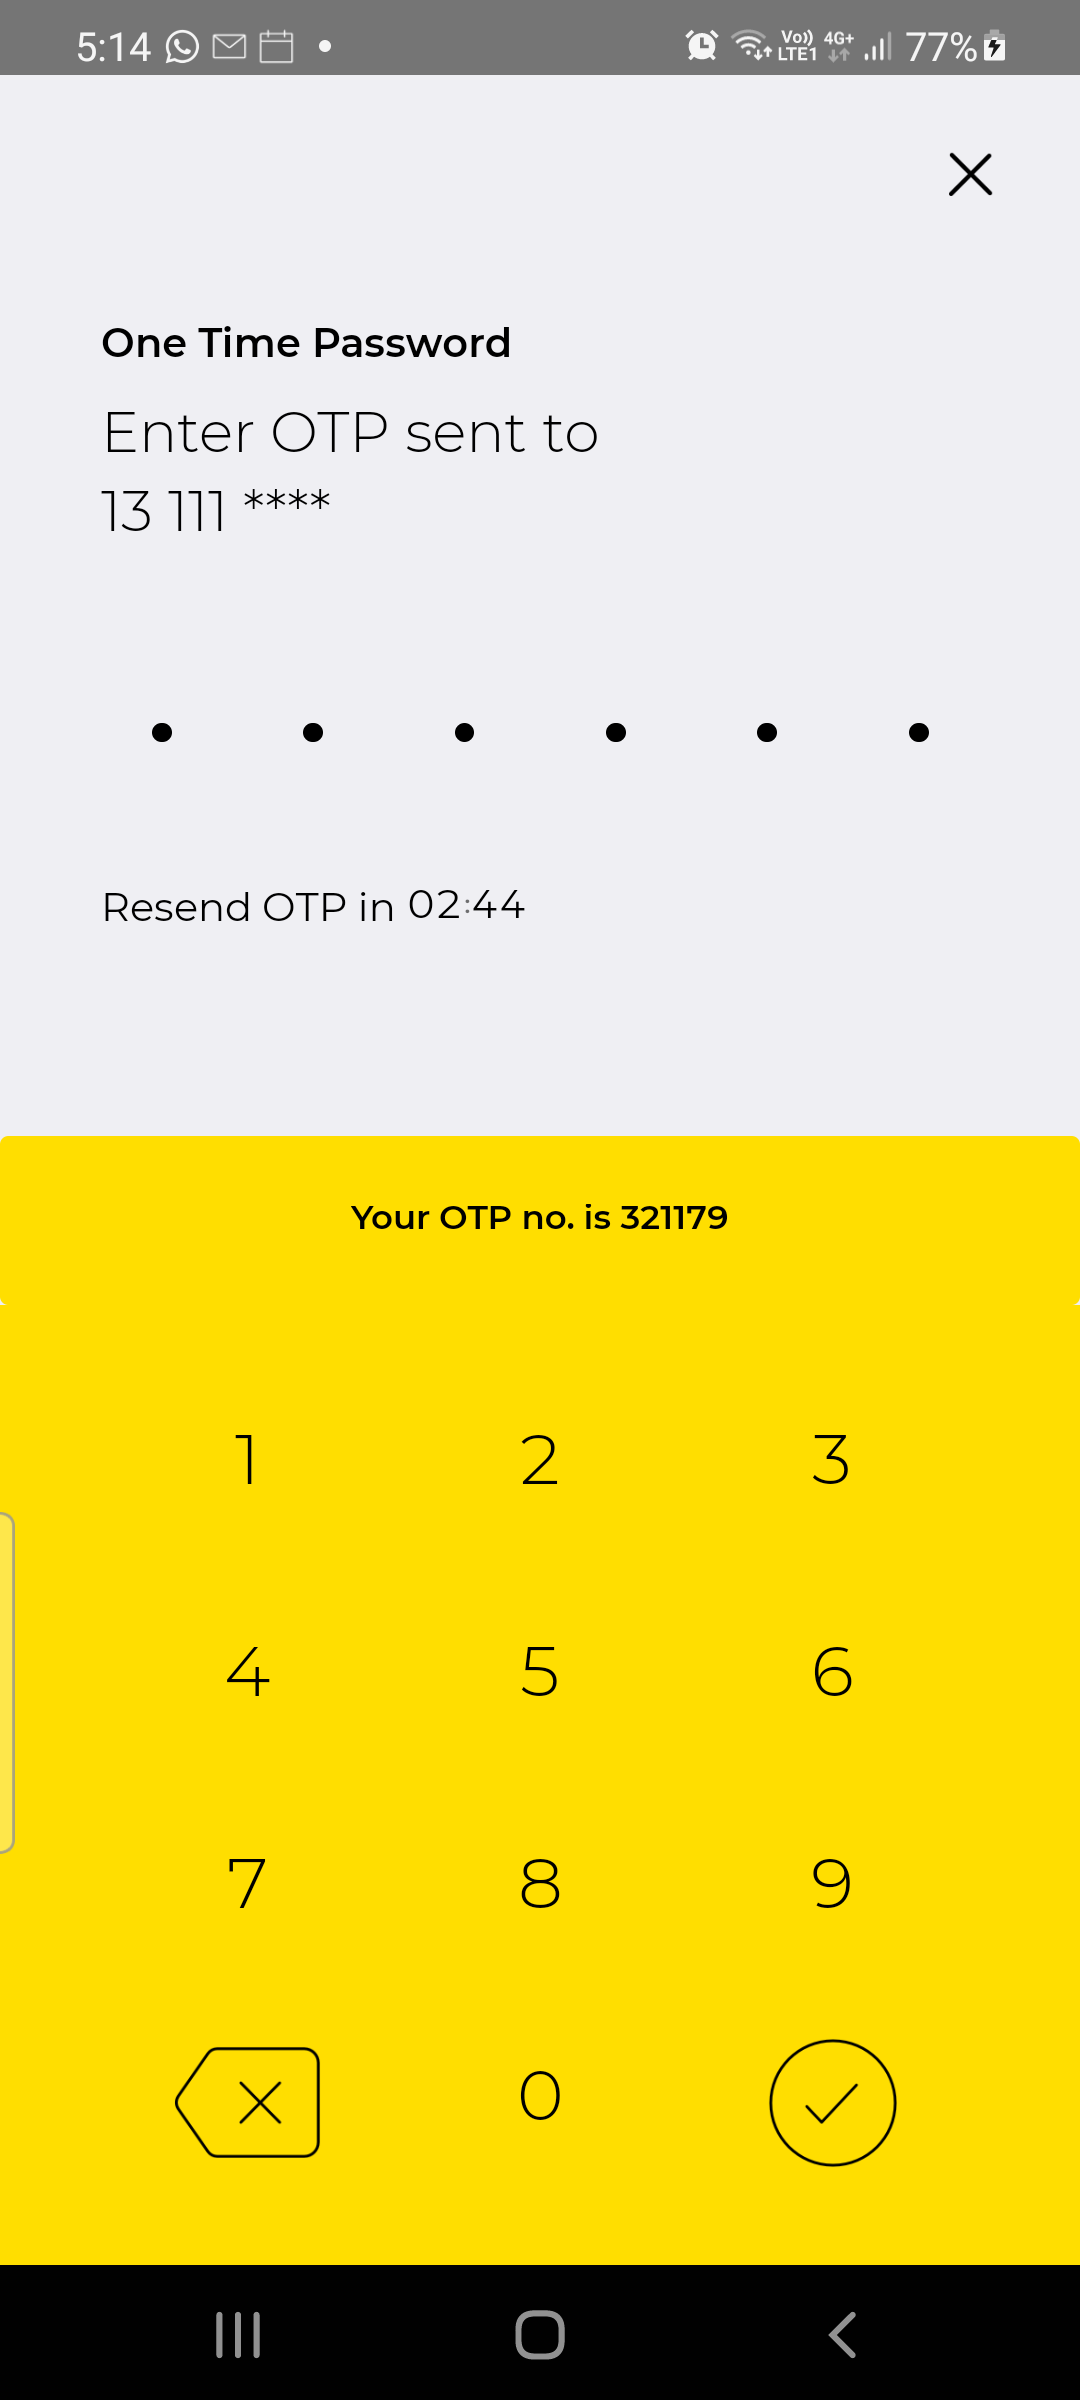 5:14
Vo)) LTE1 4G+ 77%
One Time Password
Enter OTP sent to
13 111 ****
Resend OTP in 02:44
Your OTP no. is 321179
1 2 3
4 5 6
7 8 9
0